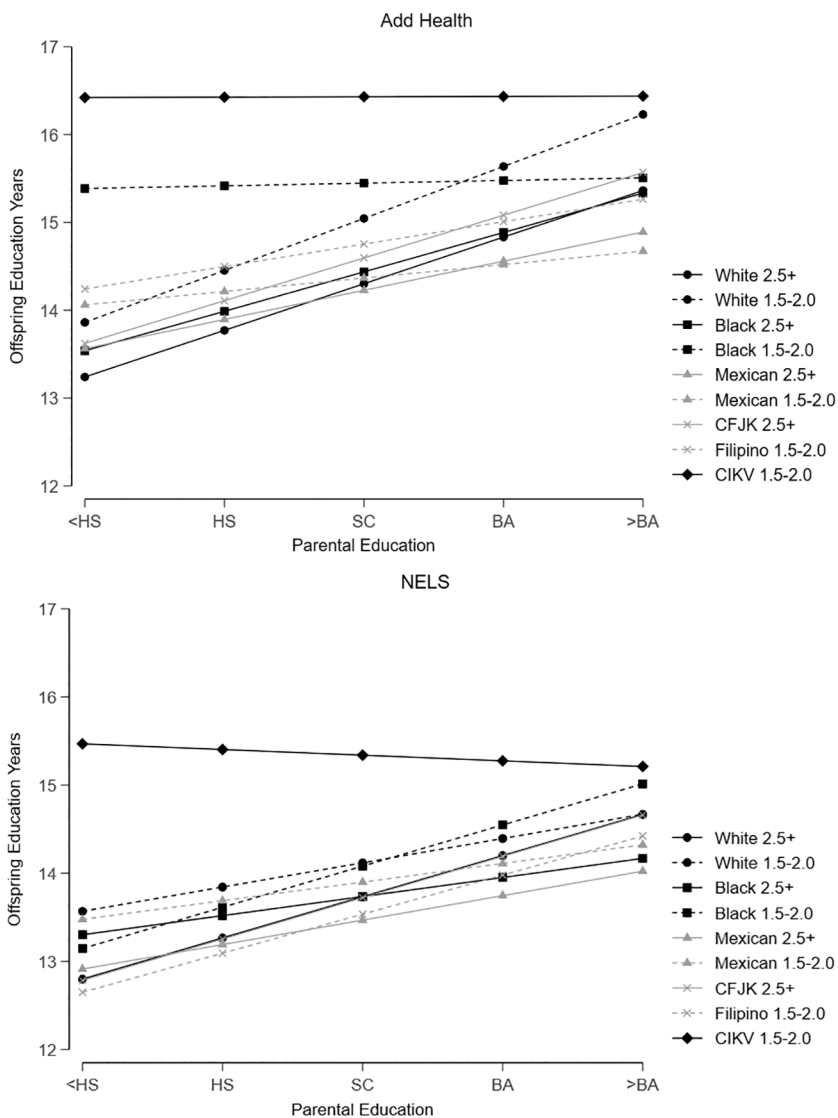 Add Health
17
16
15
14
13
12
Offspring Education Years
<HS HS SC BA >BA
Parental Education
White 2.5+
White 1.5-2.0
Black 2.5+
Black 1.5-2.0
Mexican 2.5+
Mexican 1.5-2.0
CFJK 2.5+
Filipino 1.5-2.0
CIKV 1.5-2.0
NELS
17
16
15
14
13
12
Offspring Education Years
<HS HS SC BA >BA
Parental Education
White 2.5+
White 1.5-2.0
Black 2.5+
Black 1.5-2.0
Mexican 2.5+
Mexican 1.5-2.0
CFJK 2.5+
Filipino 1.5-2.0
CIKV 1.5-2.0